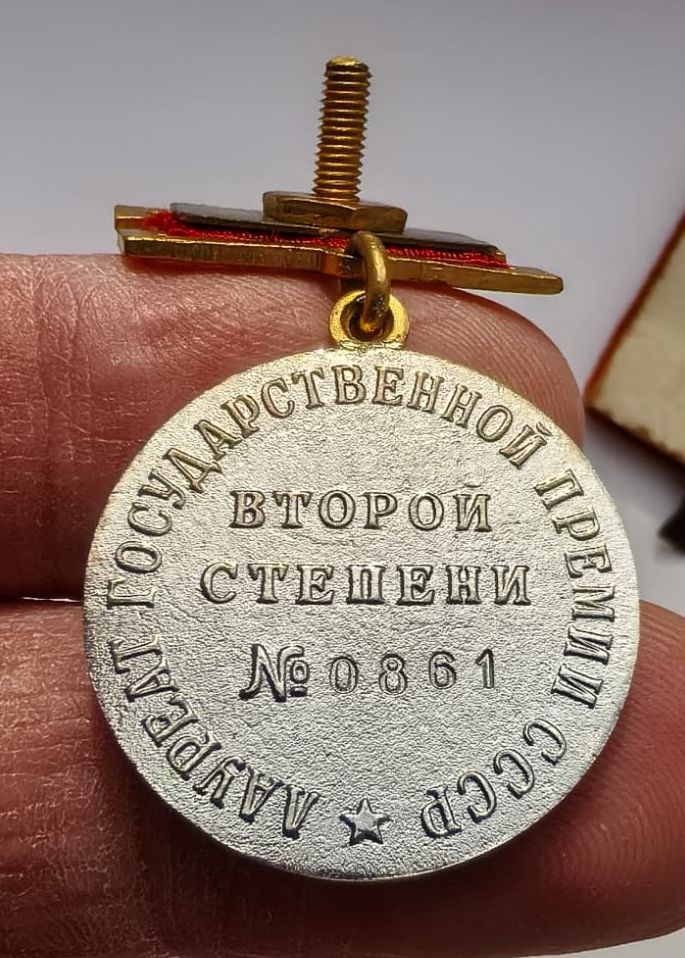 ЛАУРЕАТ ГОСУДАРСТВЕННОЙ ПРЕМИИ СССР
ВТОРОЙ
СТЕПЕНИ
№ 0861